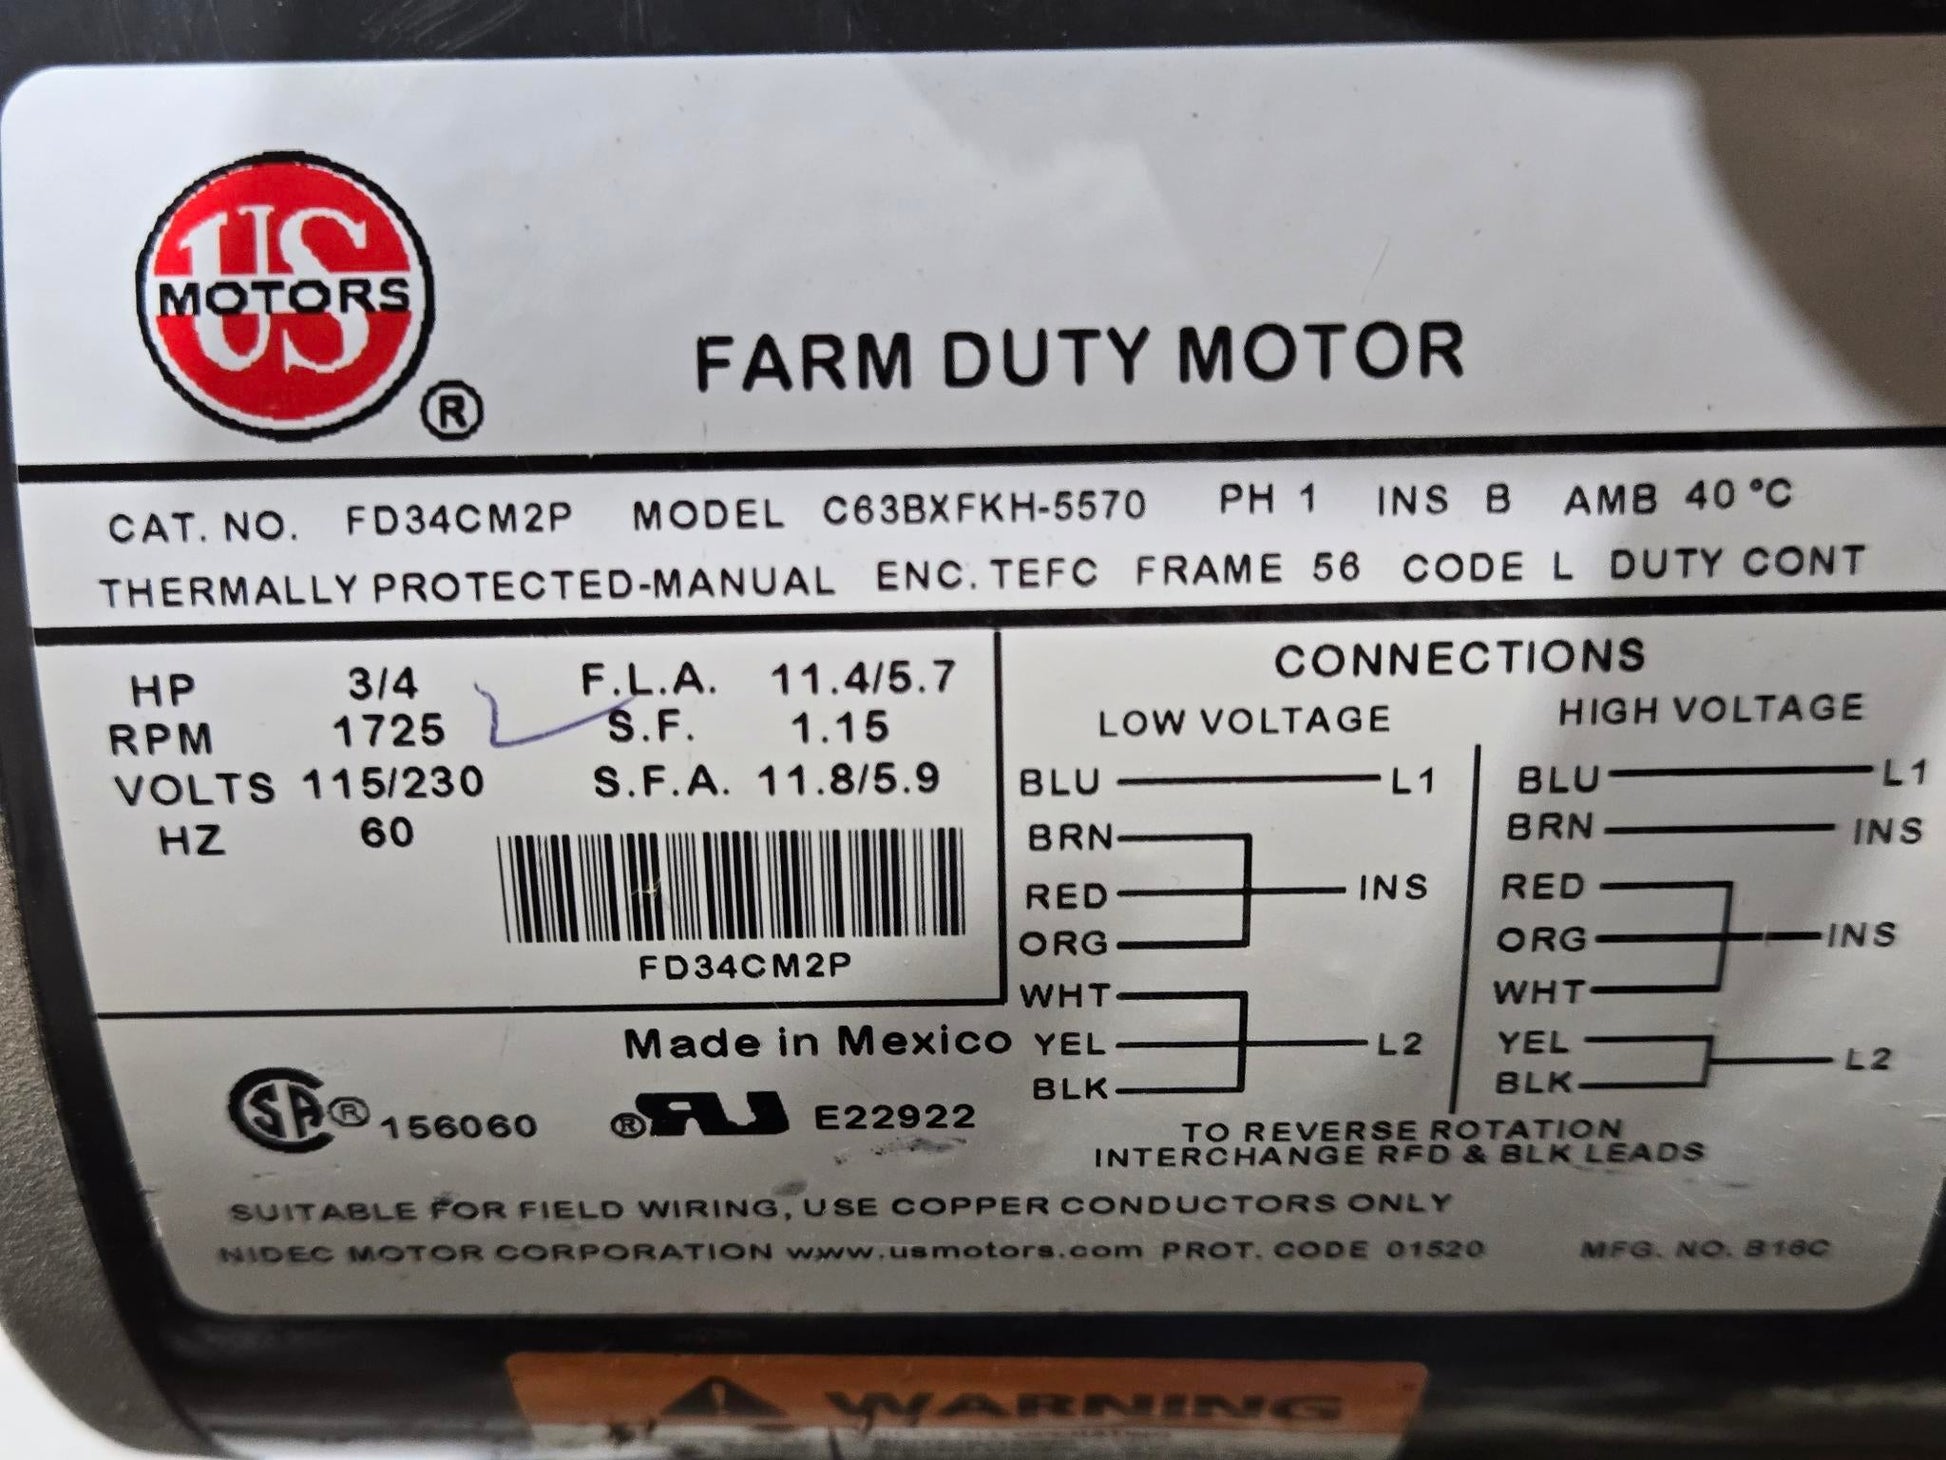 US
MOTORS
®
FARM DUTY MOTOR
CAT. NO. FD34CM2P MODEL C63BXFKH-5570 PH 1 INS B AMB 40 °C
THERMALLY PROTECTED-MANUAL ENC. TEFC FRAME 56 CODE L DUTY CONT
HP 3/4 F.L.A. 11.4/5.7
RPM 1725 S.F. 1.15
VOLTS 115/230 S.F.A. 11.8/5.9
HZ 60
FD34CM2P
CONNECTIONS
LOW VOLTAGE
BLU L1
BRN
RED INS
ORG
WHT
YEL L2
BLK
HIGH VOLTAGE
BLU L1
BRN INS
RED
ORG INS
WHT
YEL
L2
BLK
TO REVERSE ROTATION
INTERCHANGE RED & BLK LEADS
Made in Mexico
SA ® 156060 ® RU E22922
SUITABLE FOR FIELD WIRING, USE COPPER CONDUCTORS ONLY
NIDEC MOTOR CORPORATION www.usmotors.com PROT. CODE 01520 MFG. NO. B16C
WARNING